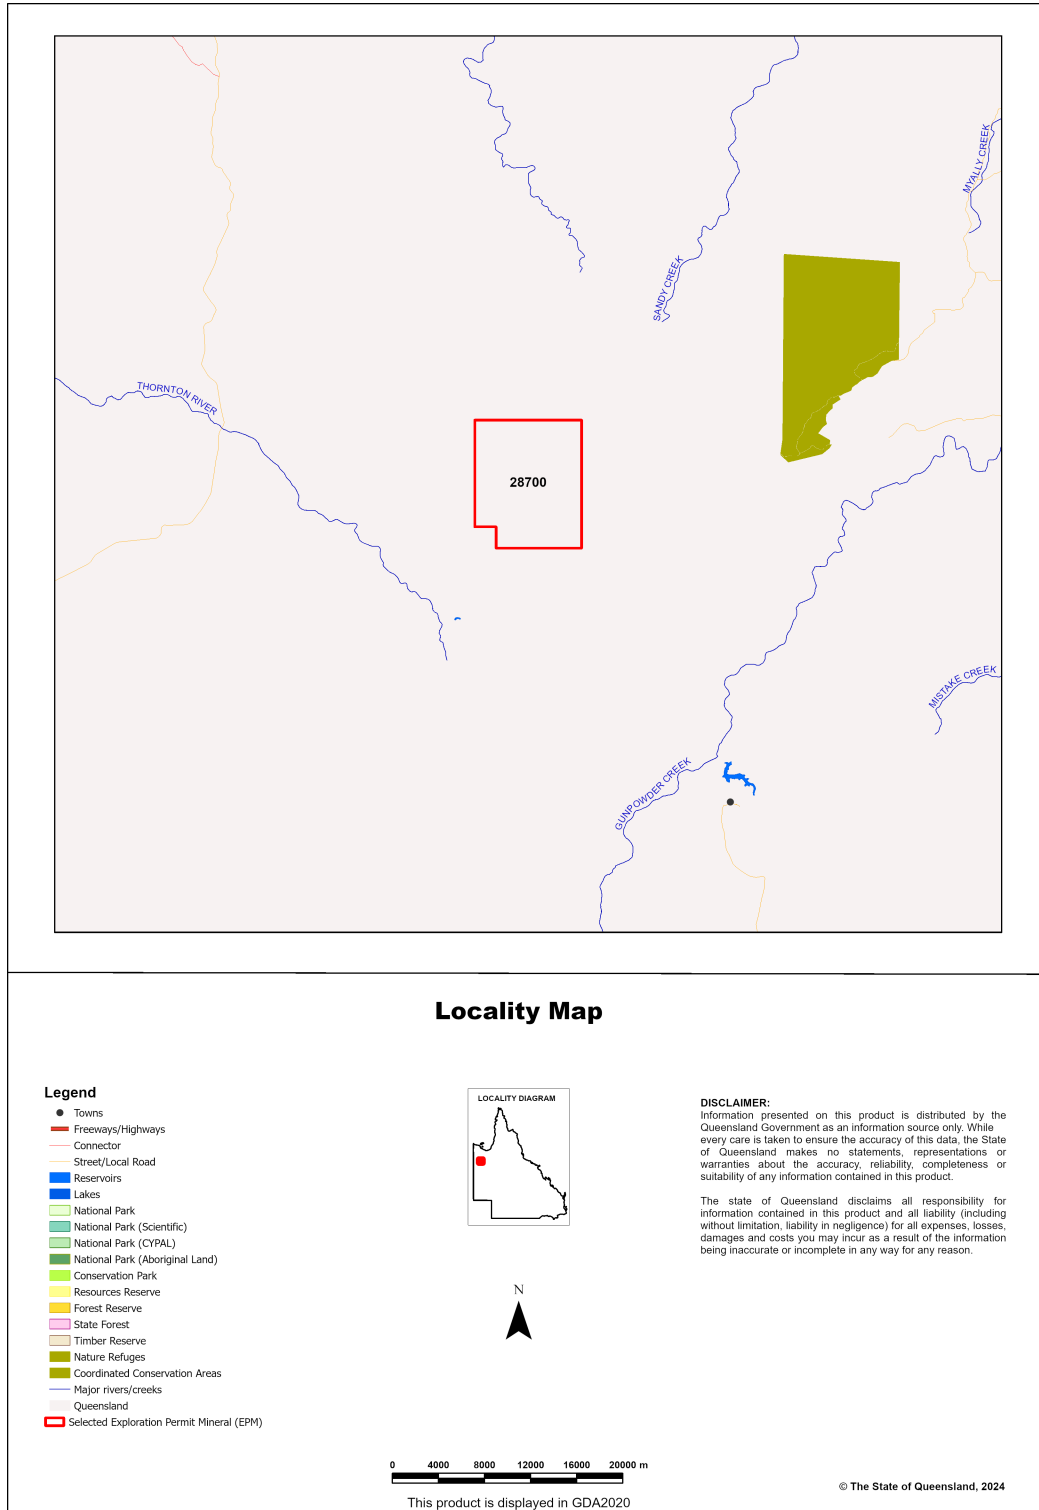 MYALLY CREEK
SANDY CREEK
THORNTON RIVER
28700
MISTAKE CREEK
GUNPOWDER CREEK
Locality Map
Legend
Towns
Freeways/Highways
Connector
Street/Local Road
Reservoirs
Lakes
National Park
National Park (Scientific)
National Park (CYPAL)
National Park (Aboriginal Land)
Conservation Park
Resources Reserve
Forest Reserve
State Forest
Timber Reserve
Nature Refuges
Coordinated Conservation Areas
Major rivers/creeks
Queensland
Selected Exploration Permit Mineral (EPM)
LOCALITY DIAGRAM
N
DISCLAIMER:
Information presented on this product is distributed by the
Queensland Government as an information source only. While
every care is taken to ensure the accuracy of this data, the State
of Queensland makes no statements, representations or
warranties about the accuracy, reliability, completeness or
suitability of any information contained in this product.
The state of Queensland disclaims all responsibility for
information contained in this product and all liability (including
without limitation, liability in negligence) for all expenses, losses,
damages and costs you may incur as a result of the information
being inaccurate or incomplete in any way for any reason.
0 4000 8000 12000 16000 20000 m
This product is displayed in GDA2020
© The State of Queensland, 2024